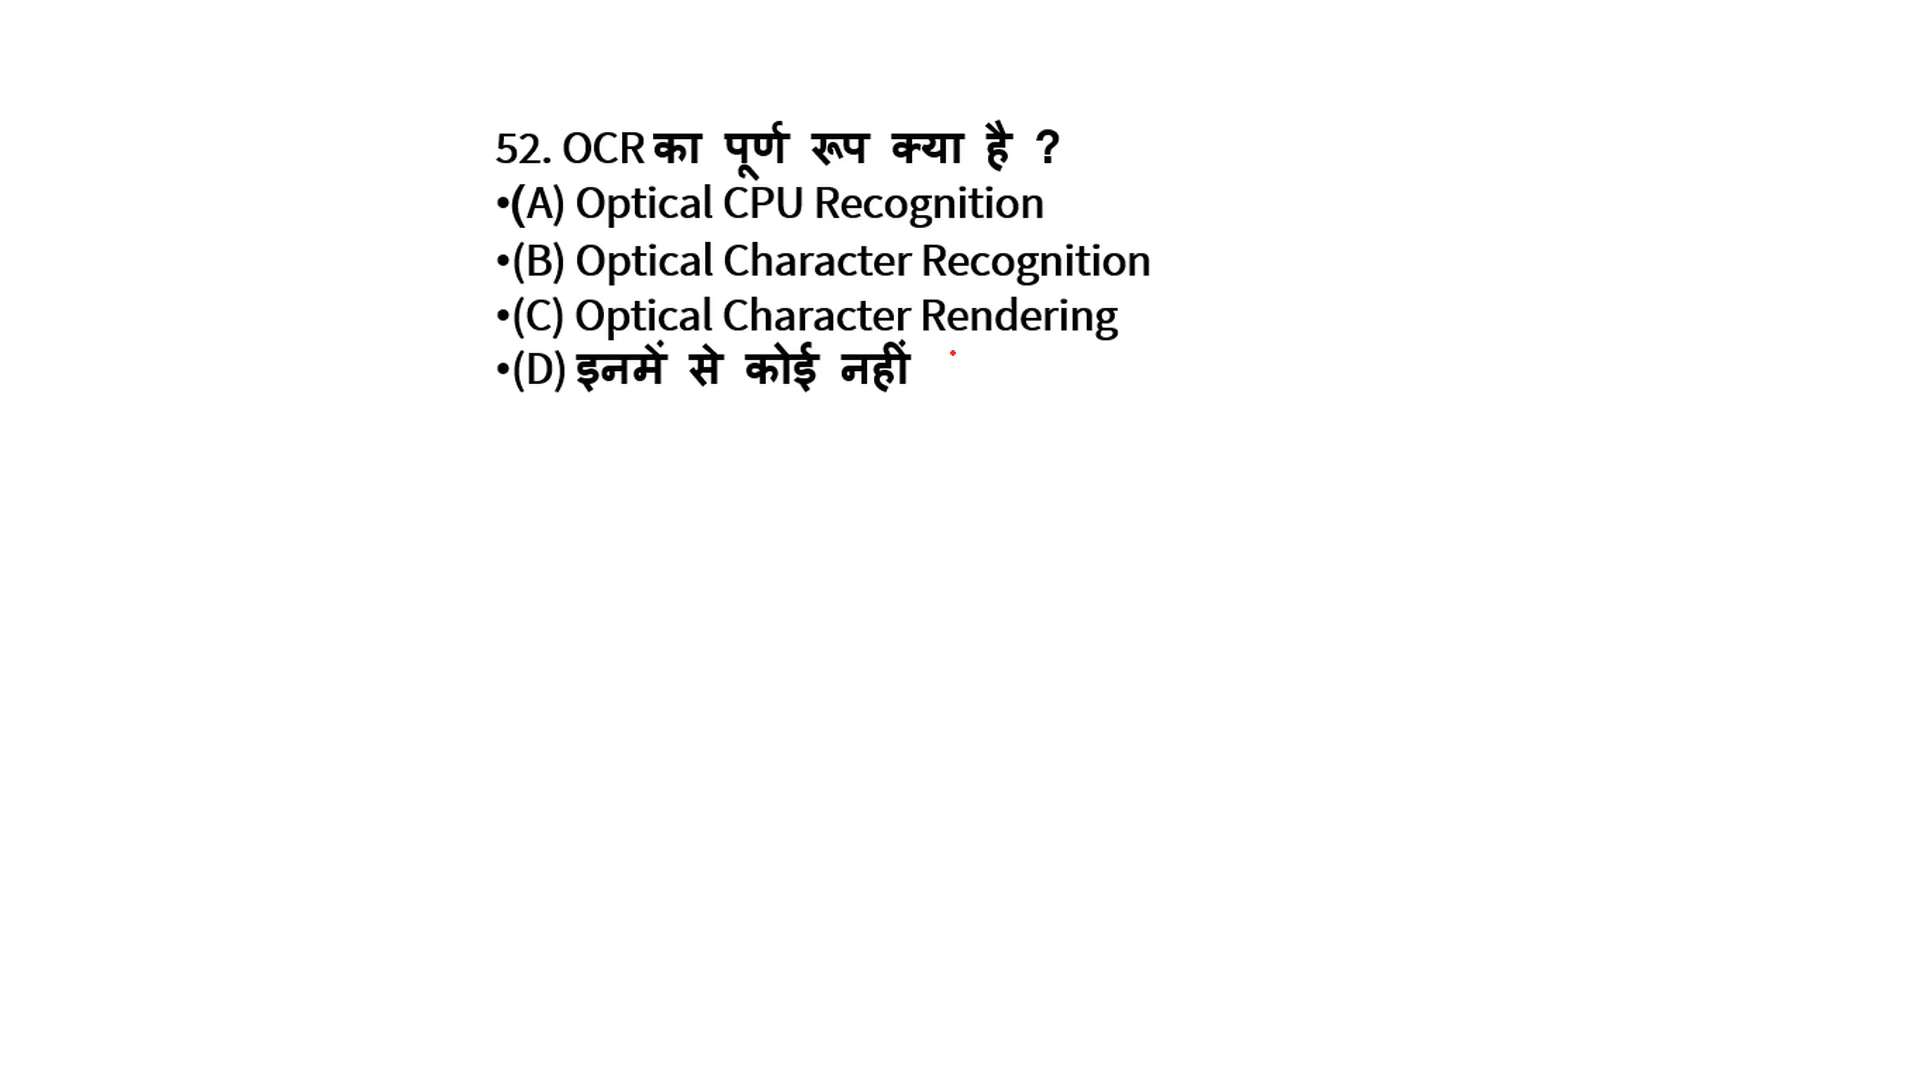 52. OCR का पूर्ण रूप क्या है ?
•(A) Optical CPU Recognition
•(B) Optical Character Recognition
•(C) Optical Character Rendering
•(D) इनमें से कोई नहीं